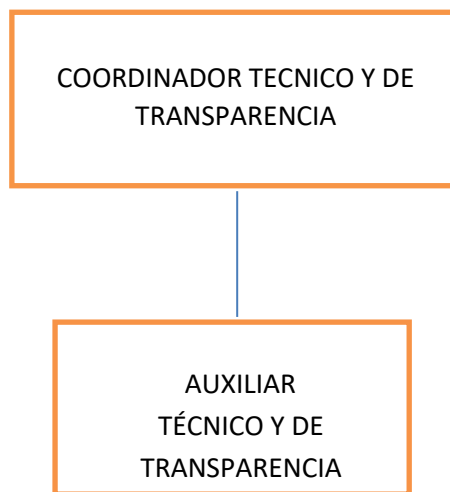 COORDINADOR TECNICO Y DE
TRANSPARENCIA
AUXILIAR
TÉCNICO Y DE
TRANSPARENCIA